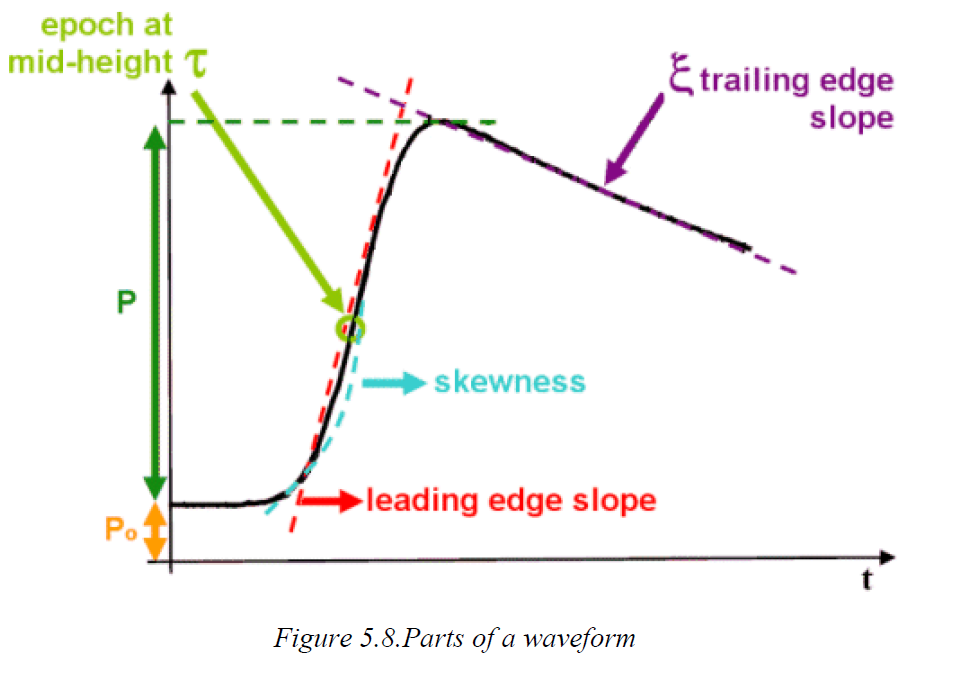 epoch at
mid-height τ
ξ trailing edge
slope
P
skewness
leading edge slope
Po
t
Figure 5.8.Parts of a waveform